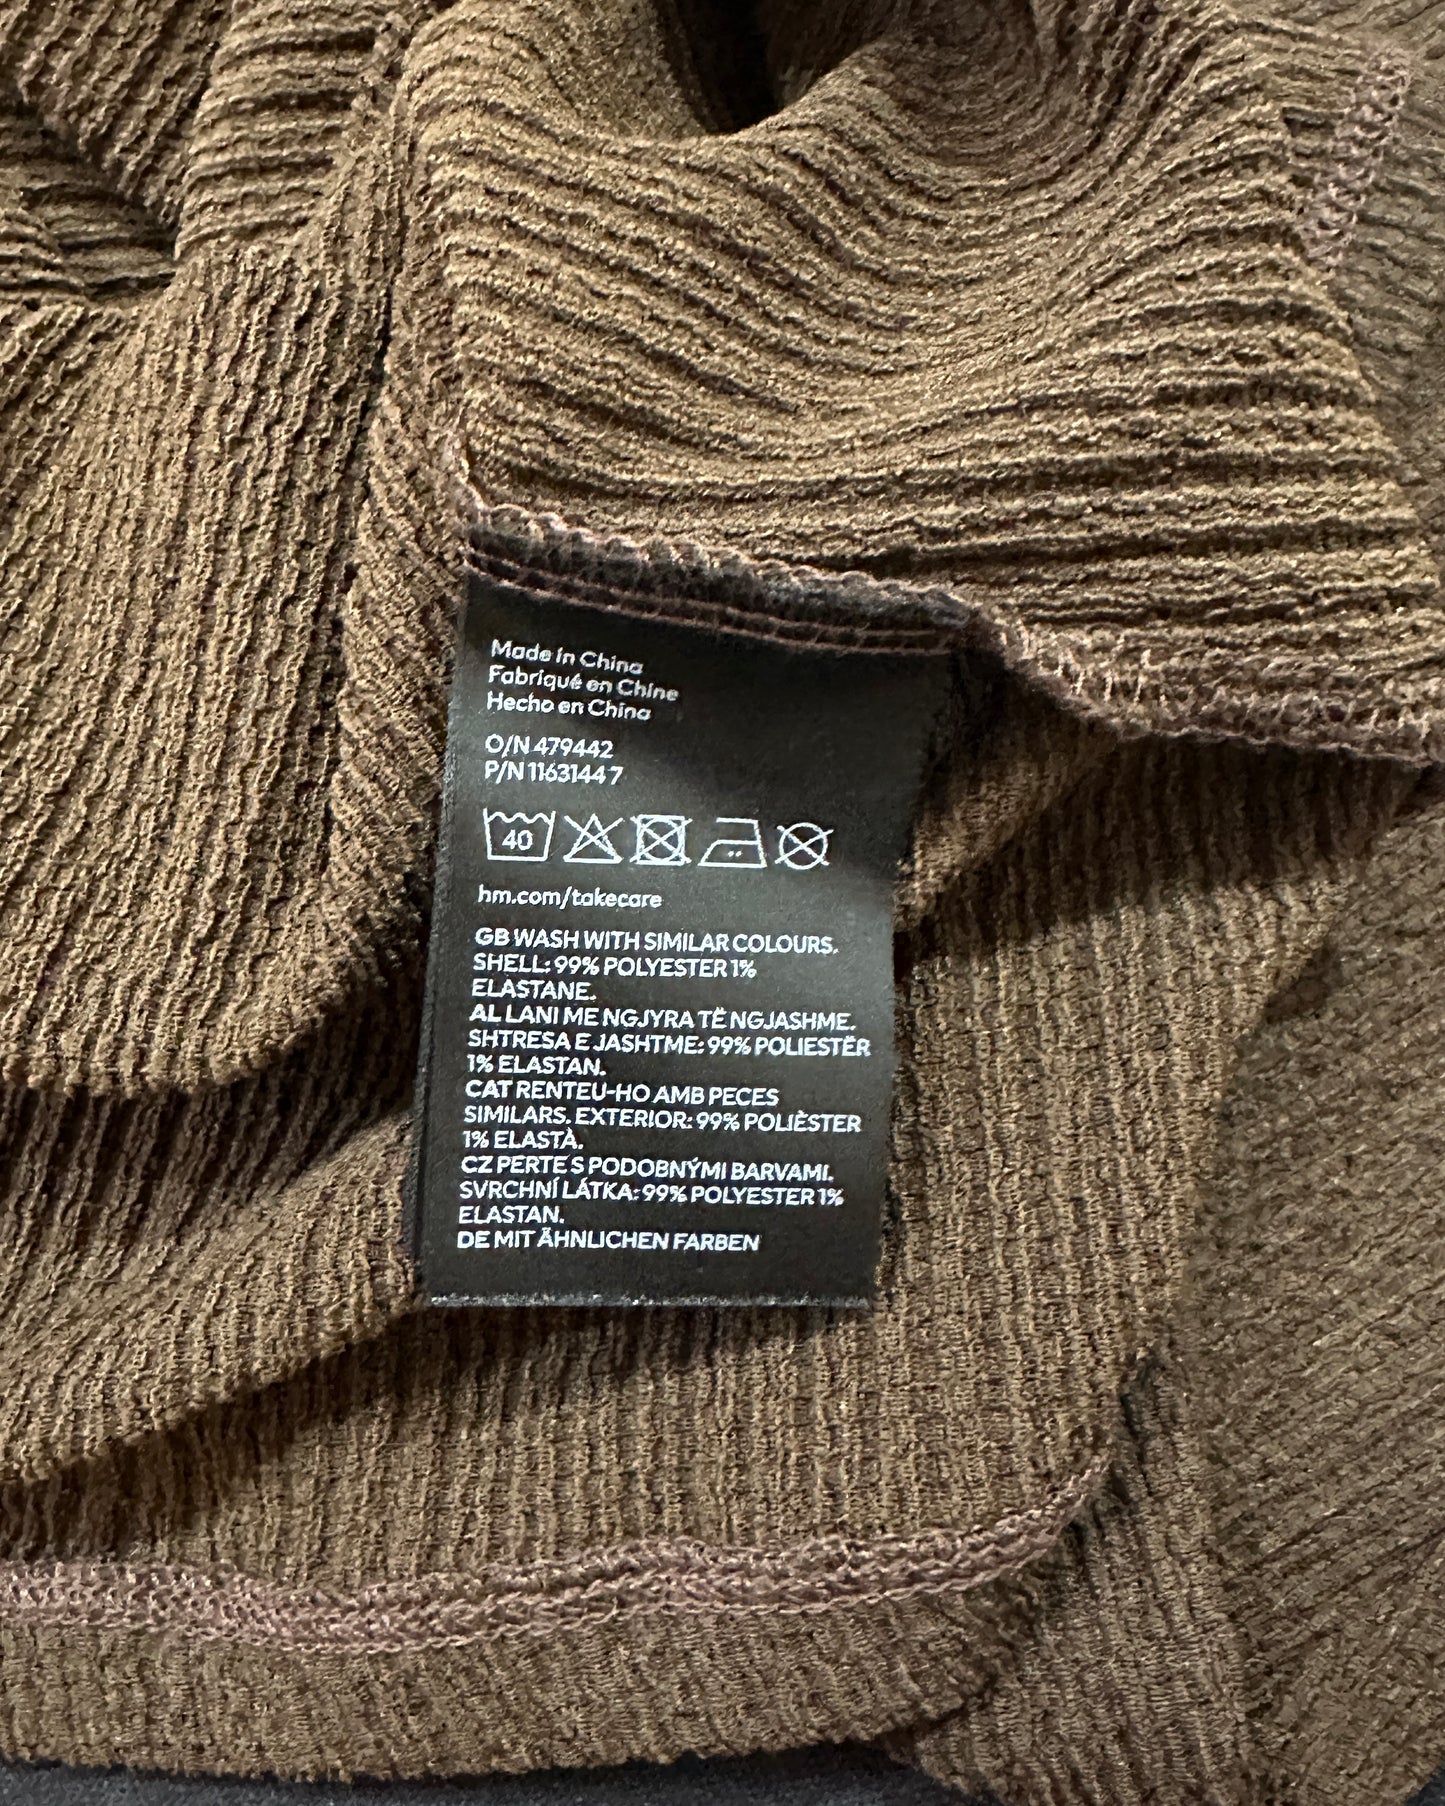 Made in China
Fabriqué en Chine
Hecho en China
O/N 479442
P/N 1163144 7
40
hm.com/takecare
GB WASH WITH SIMILAR COLOURS.
SHELL: 99% POLYESTER 1%
ELASTANE.
AL LANI ME NGJYRA TË NGJASHME.
SHTRESA E JASHTME: 99% POLIESTËR
1% ELASTAN.
CAT RENTEU-HO AMB PECES
SIMILARS. EXTERIOR: 99% POLIÈSTER
1% ELASTÀ.
CZ PERTE S PODOBNÝMI BARVAMI.
SVRCHNÍ LÁTKA: 99% POLYESTER 1%
ELASTAN.
DE MIT ÄHNLICHEN FARBEN